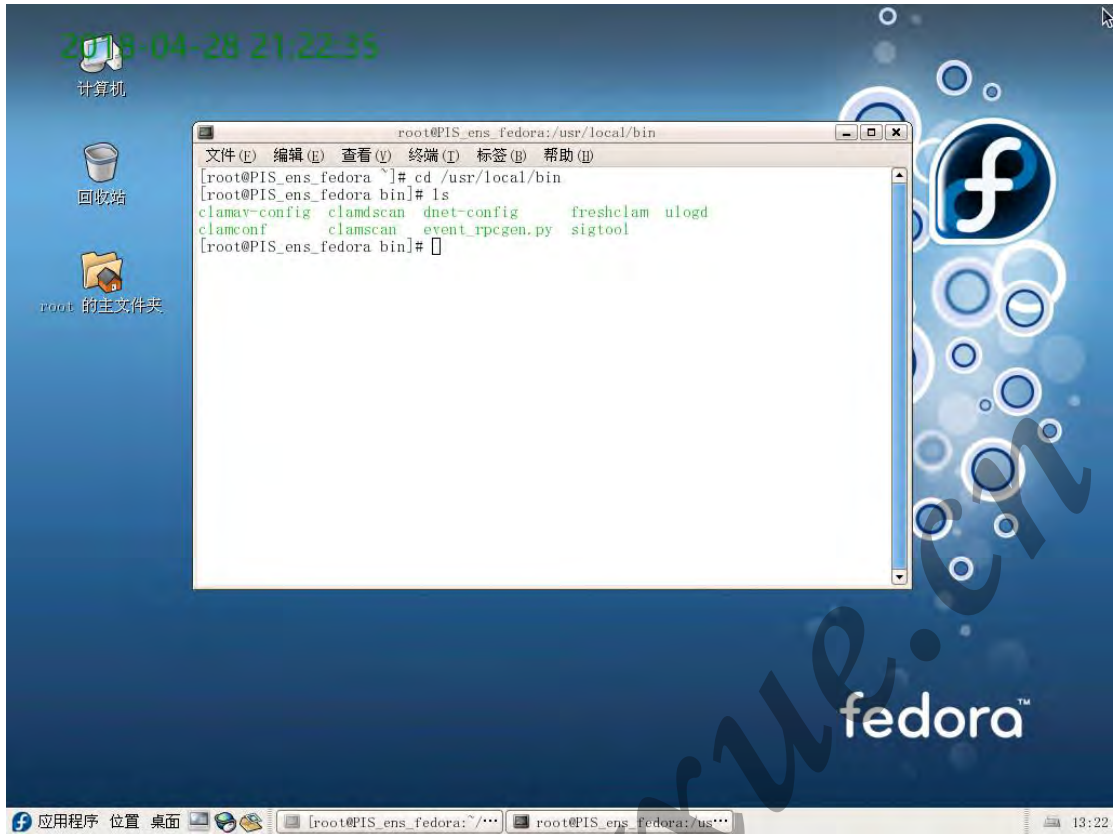 2018-04-28 21:22:35
计算机
回收站
root 的主文件夹
root@PIS_ens_fedora:/usr/local/bin
文件(F) 编辑(E) 查看(V) 终端(T) 标签(B) 帮助(H)
[root@PIS_ens_fedora ~]# cd /usr/local/bin
[root@PIS_ens_fedora bin]# ls
clamav-config clamdscan dnet-config freshclam ulogd
clamconf clamscan event_rpcgen.py sigtool
[root@PIS_ens_fedora bin]#
fedora™
xue.cn
应用程序 位置 桌面 [root@PIS_ens_fedora:~/… root@PIS_ens_fedora:/us… 13:22